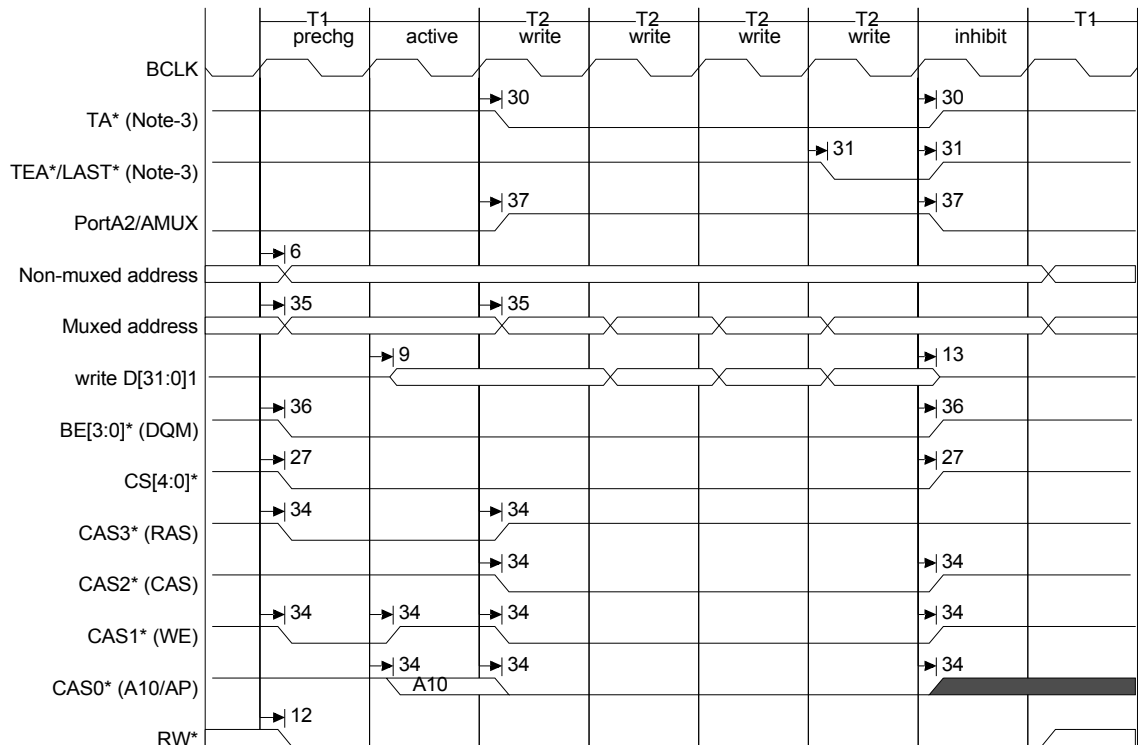 T1 T2 T2 T2 T2 T1
prechg active write write write write inhibit
BCLK
30 30
TA* (Note-3)
31 31
TEA*/LAST* (Note-3)
37 37
PortA2/AMUX
6
Non-muxed address
35 35
Muxed address
9 13
write D[31:0]1
36 36
BE[3:0]* (DQM)
27 27
CS[4:0]*
34 34
CAS3* (RAS)
34 34
CAS2* (CAS)
34 34 34 34
CAS1* (WE)
34 34 34
CAS0* (A10/AP) A10
12
RW*